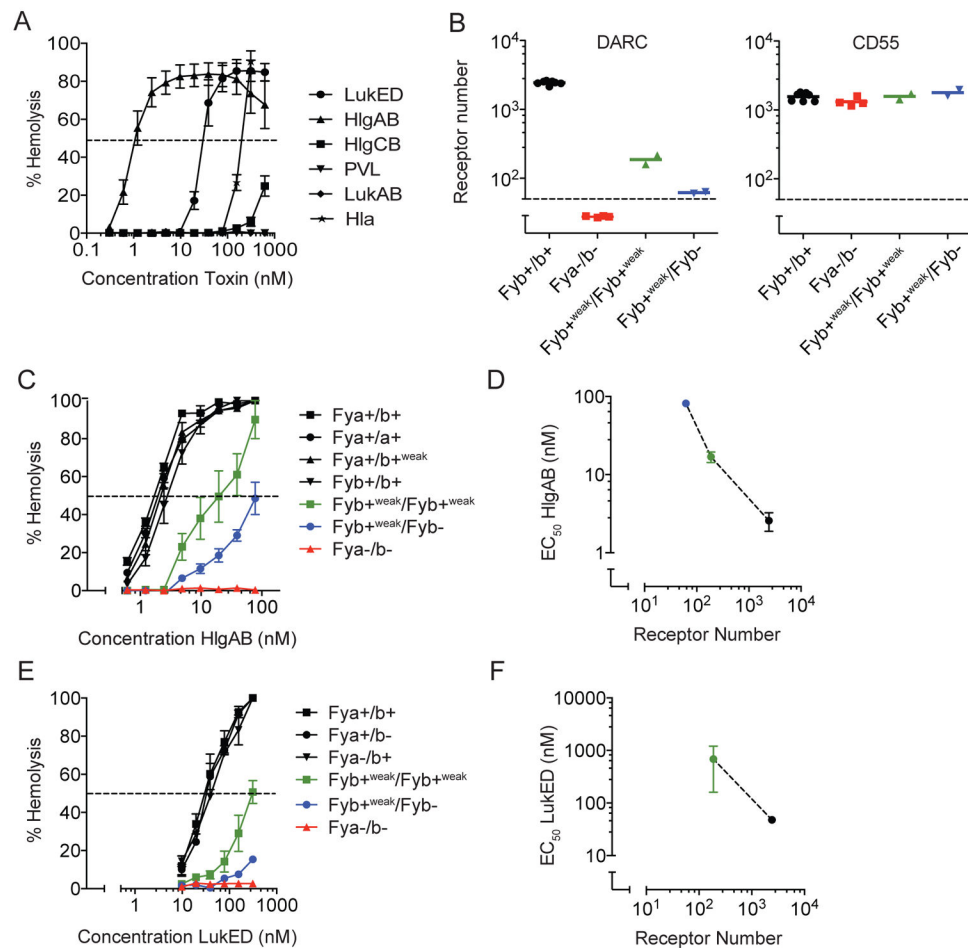 A
% Hemolysis
100
80
60
40
20
0
0.1
1
10
100
1000
Concentration Toxin (nM)
LukED
HlgAB
HlgCB
PVL
LukAB
Hla
B
DARC
Receptor number
10^4
10^3
10^2
Fyb+/b+
Fya-/b-
Fyb+^weak/Fyb+^weak
Fyb+^weak/Fyb-
CD55
10^4
10^3
10^2
Fyb+/b+
Fya-/b-
Fyb+^weak/Fyb+^weak
Fyb+^weak/Fyb-
C
% Hemolysis
100
80
60
40
20
0
1
10
100
Concentration HlgAB (nM)
Fya+/b+
Fya+/a+
Fya+/b+^weak
Fyb+/b+
Fyb+^weak/Fyb+^weak
Fyb+^weak/Fyb-
Fya-/b-
D
EC_50 HlgAB (nM)
100
10
1
10^1
10^2
10^3
10^4
Receptor Number
E
% Hemolysis
100
80
60
40
20
0
10
100
1000
Concentration LukED (nM)
Fya+/b+
Fya+/b-
Fya-/b+
Fyb+^weak/Fyb+^weak
Fyb+^weak/Fyb-
Fya-/b-
F
EC_50 LukED (nM)
10000
1000
100
10
10^1
10^2
10^3
10^4
Receptor Number